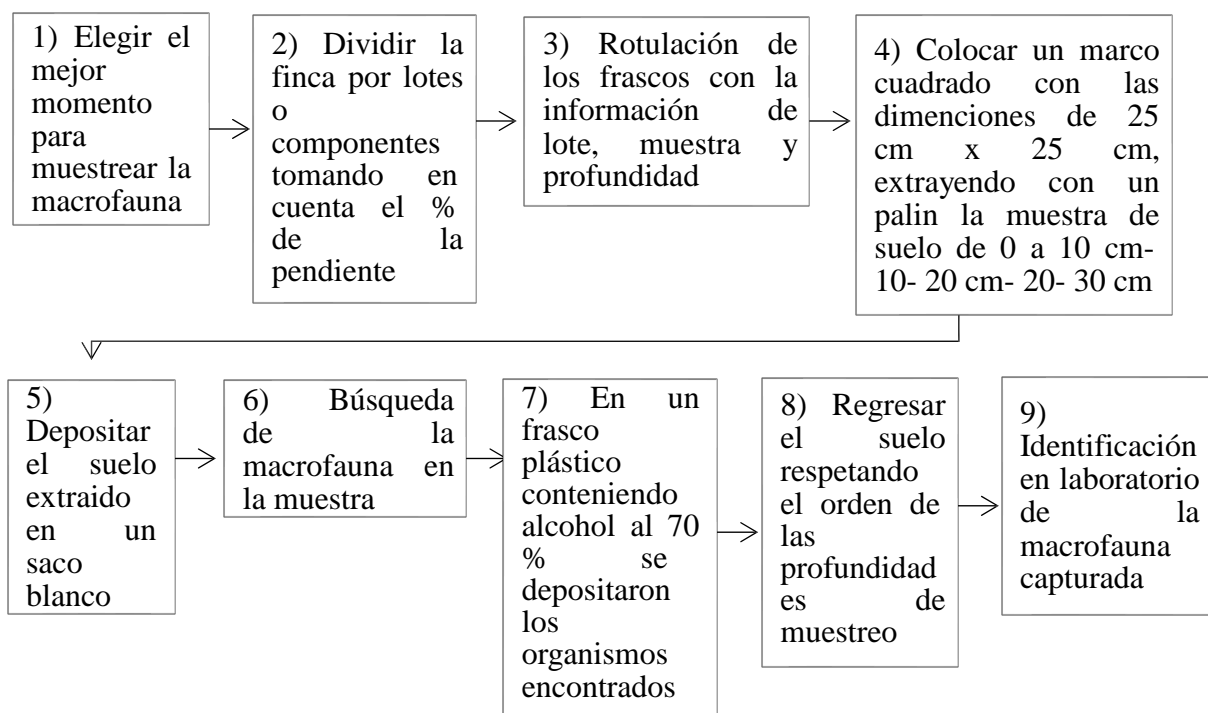 1) Elegir el
mejor
momento
para
muestrear la
macrofauna
2) Dividir la
finca por lotes
o
componentes
tomando en
cuenta el %
de la
pendiente
3) Rotulación de
los frascos con la
información de
lote, muestra y
profundidad
4) Colocar un marco
cuadrado con las
dimenciones de 25
cm x 25 cm,
extrayendo con un
palin la muestra de
suelo de 0 a 10 cm-
10- 20 cm- 20- 30 cm
5)
Depositar
el suelo
extraido
en un
saco
blanco
6) Búsqueda
de la
macrofauna en
la muestra
7) En un
frasco
plástico
conteniendo
alcohol al 70
% se
depositaron
los
organismos
encontrados
8) Regresar
el suelo
respetando
el orden de
las
profundidad
es de
muestreo
9)
Identificación
en laboratorio
de la
macrofauna
capturada